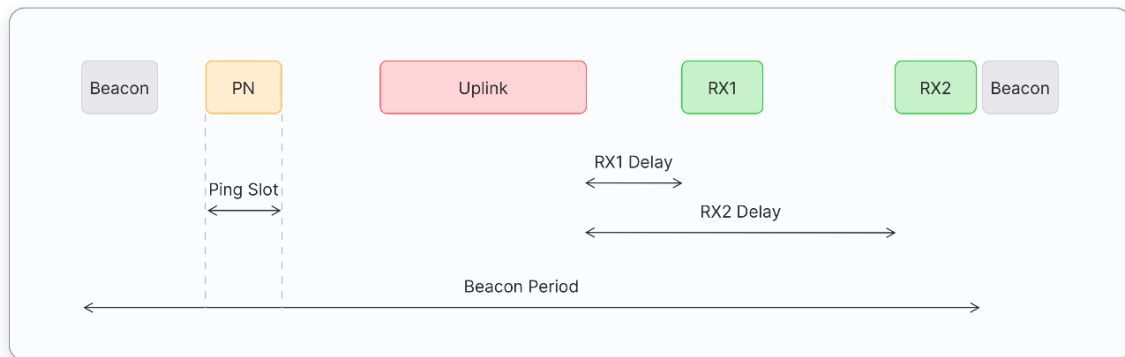 Beacon
PN
Uplink
RX1
RX2
Beacon
RX1 Delay
Ping Slot
RX2 Delay
Beacon Period